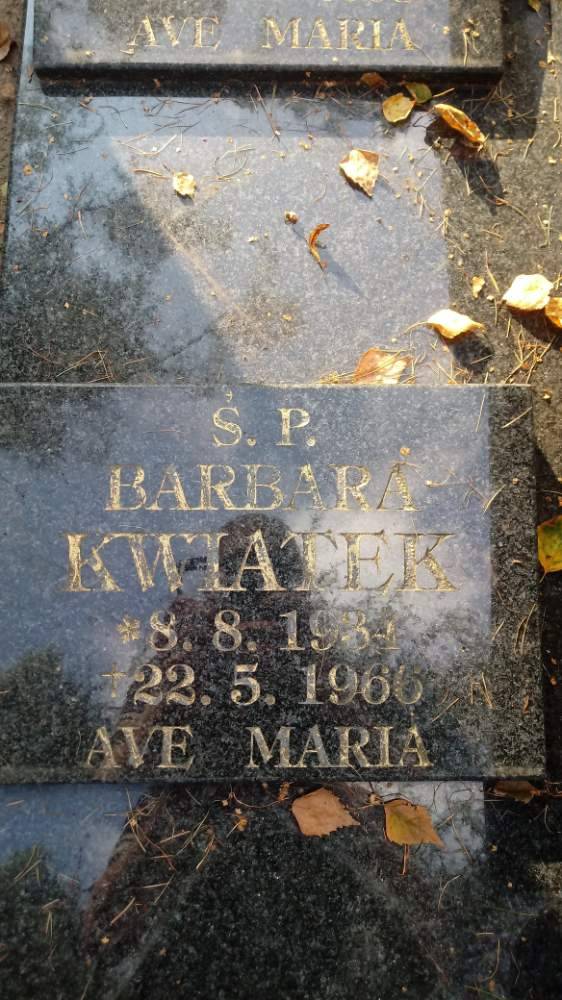 AVE MARIA
Ś. P.
BARBARA
KWIATEK
*8. 8. 1934
†22. 5. 1966
AVE MARIA